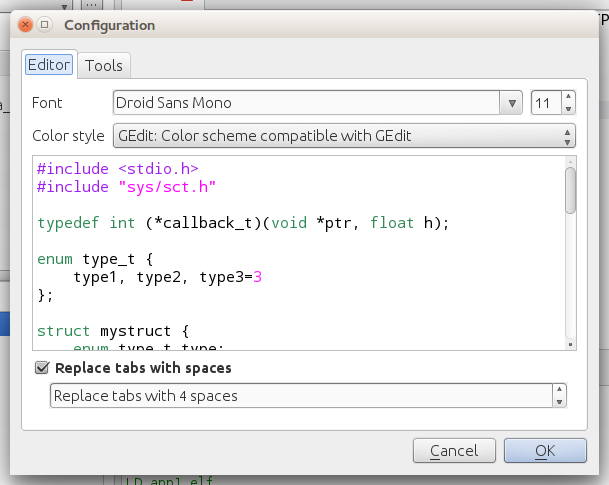 Configuration
Editor
Tools
Font
Droid Sans Mono
11
Color style
GEdit: Color scheme compatible with GEdit
#include <stdio.h>
#include "sys/sct.h"
typedef int (*callback_t)(void *ptr, float h);
enum type_t {
    type1, type2, type3=3
};
struct mystruct {
    enum type_t type;
Replace tabs with spaces
Replace tabs with 4 spaces
Cancel
OK
LD app1.elf